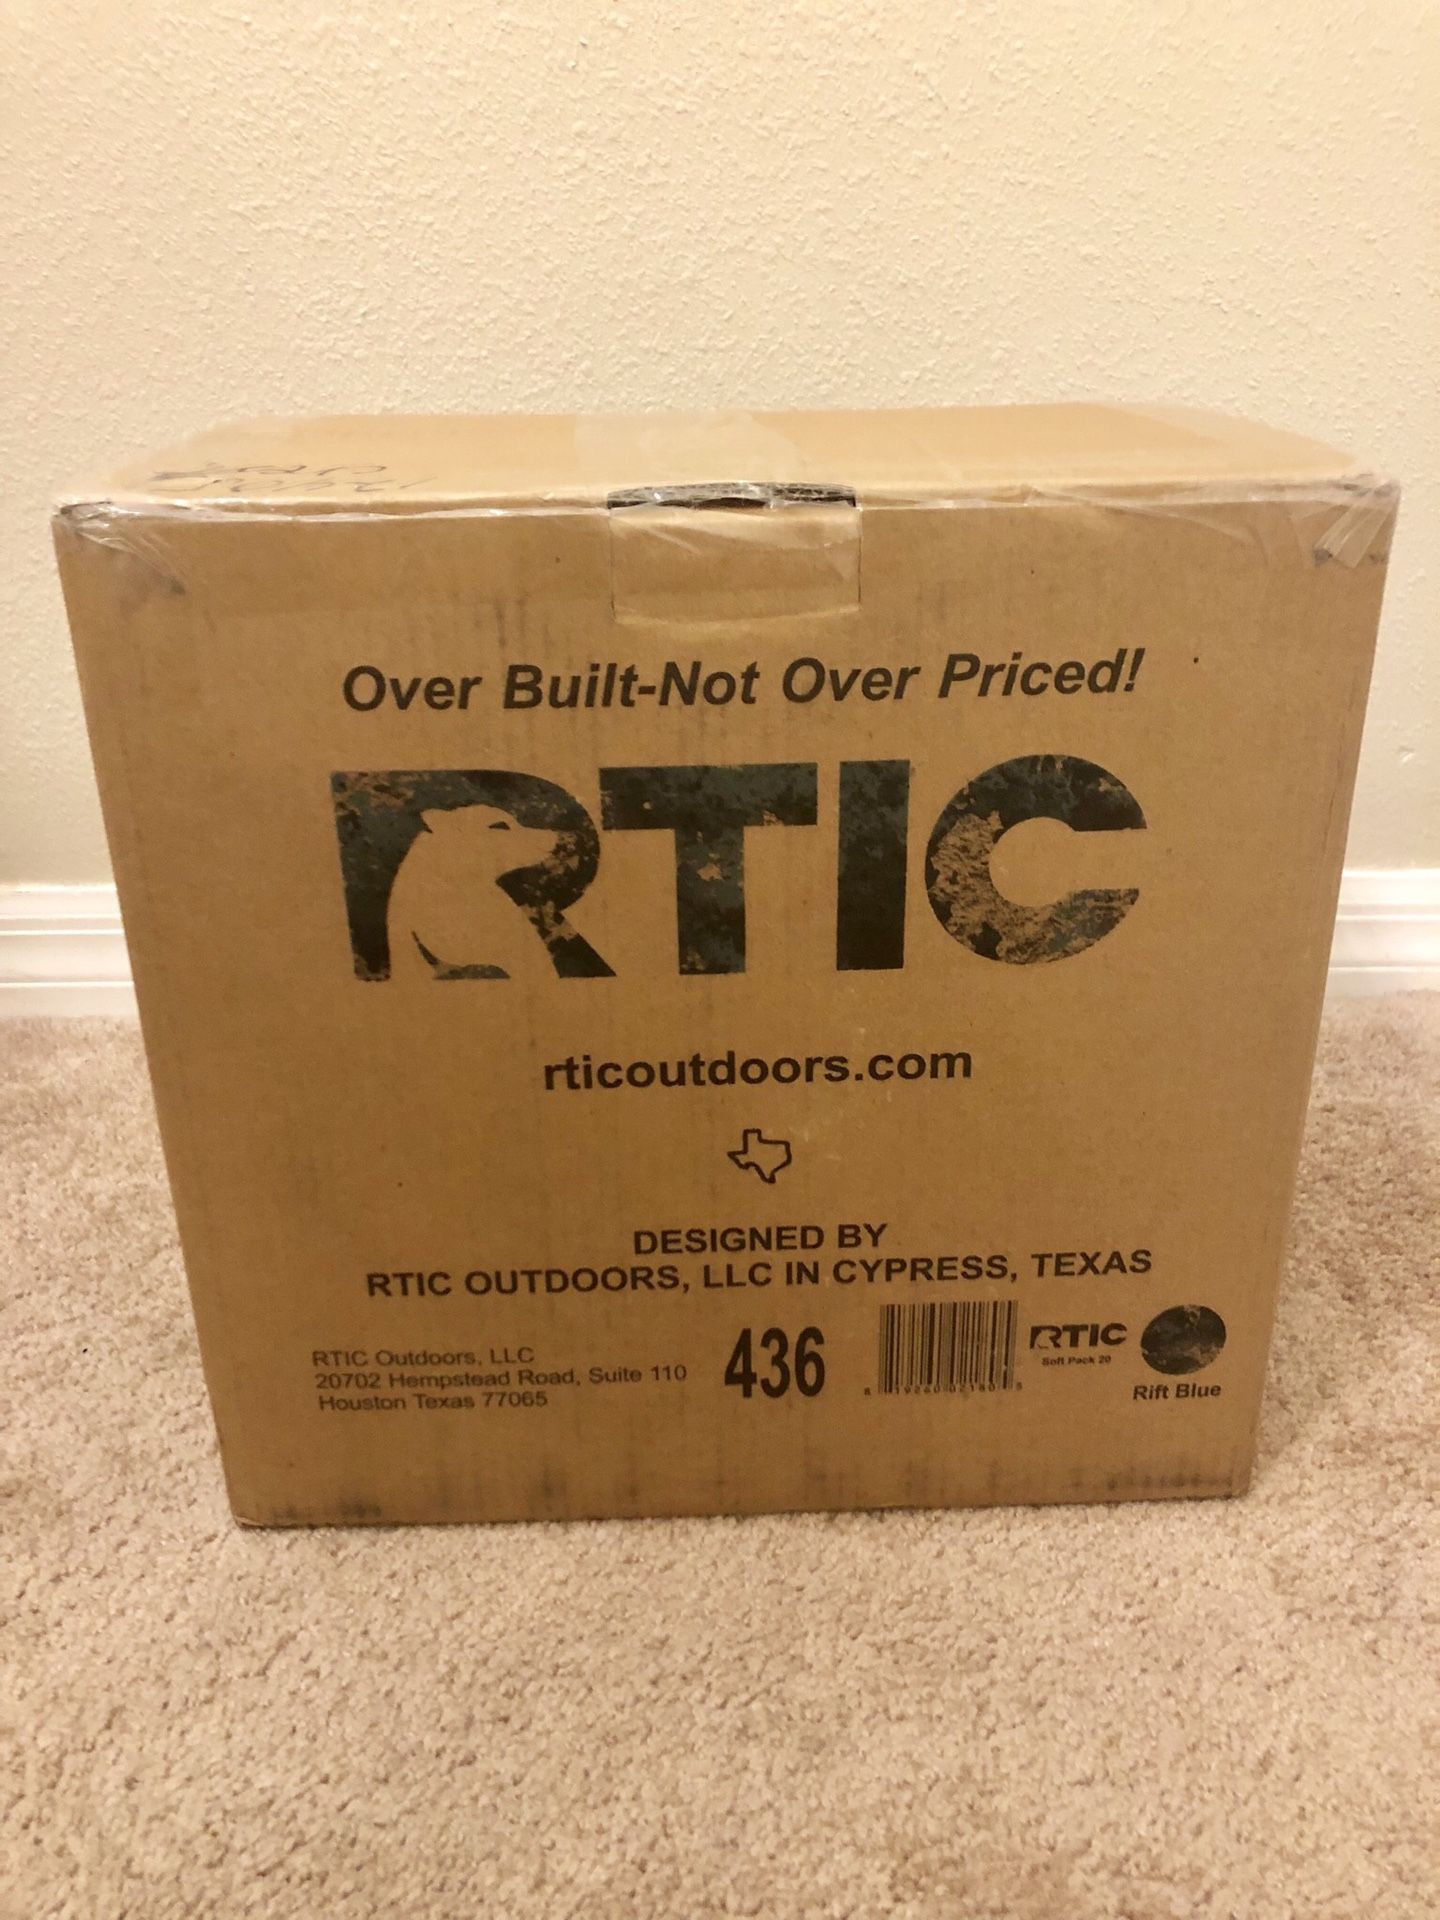 Over Built-Not Over Priced!
RTIC
rticoutdoors.com
DESIGNED BY
RTIC OUTDOORS, LLC IN CYPRESS, TEXAS
RTIC Outdoors, LLC
20702 Hempstead Road, Suite 110
Houston Texas 77065
436
RTIC
Soft Pack 20
Rift Blue